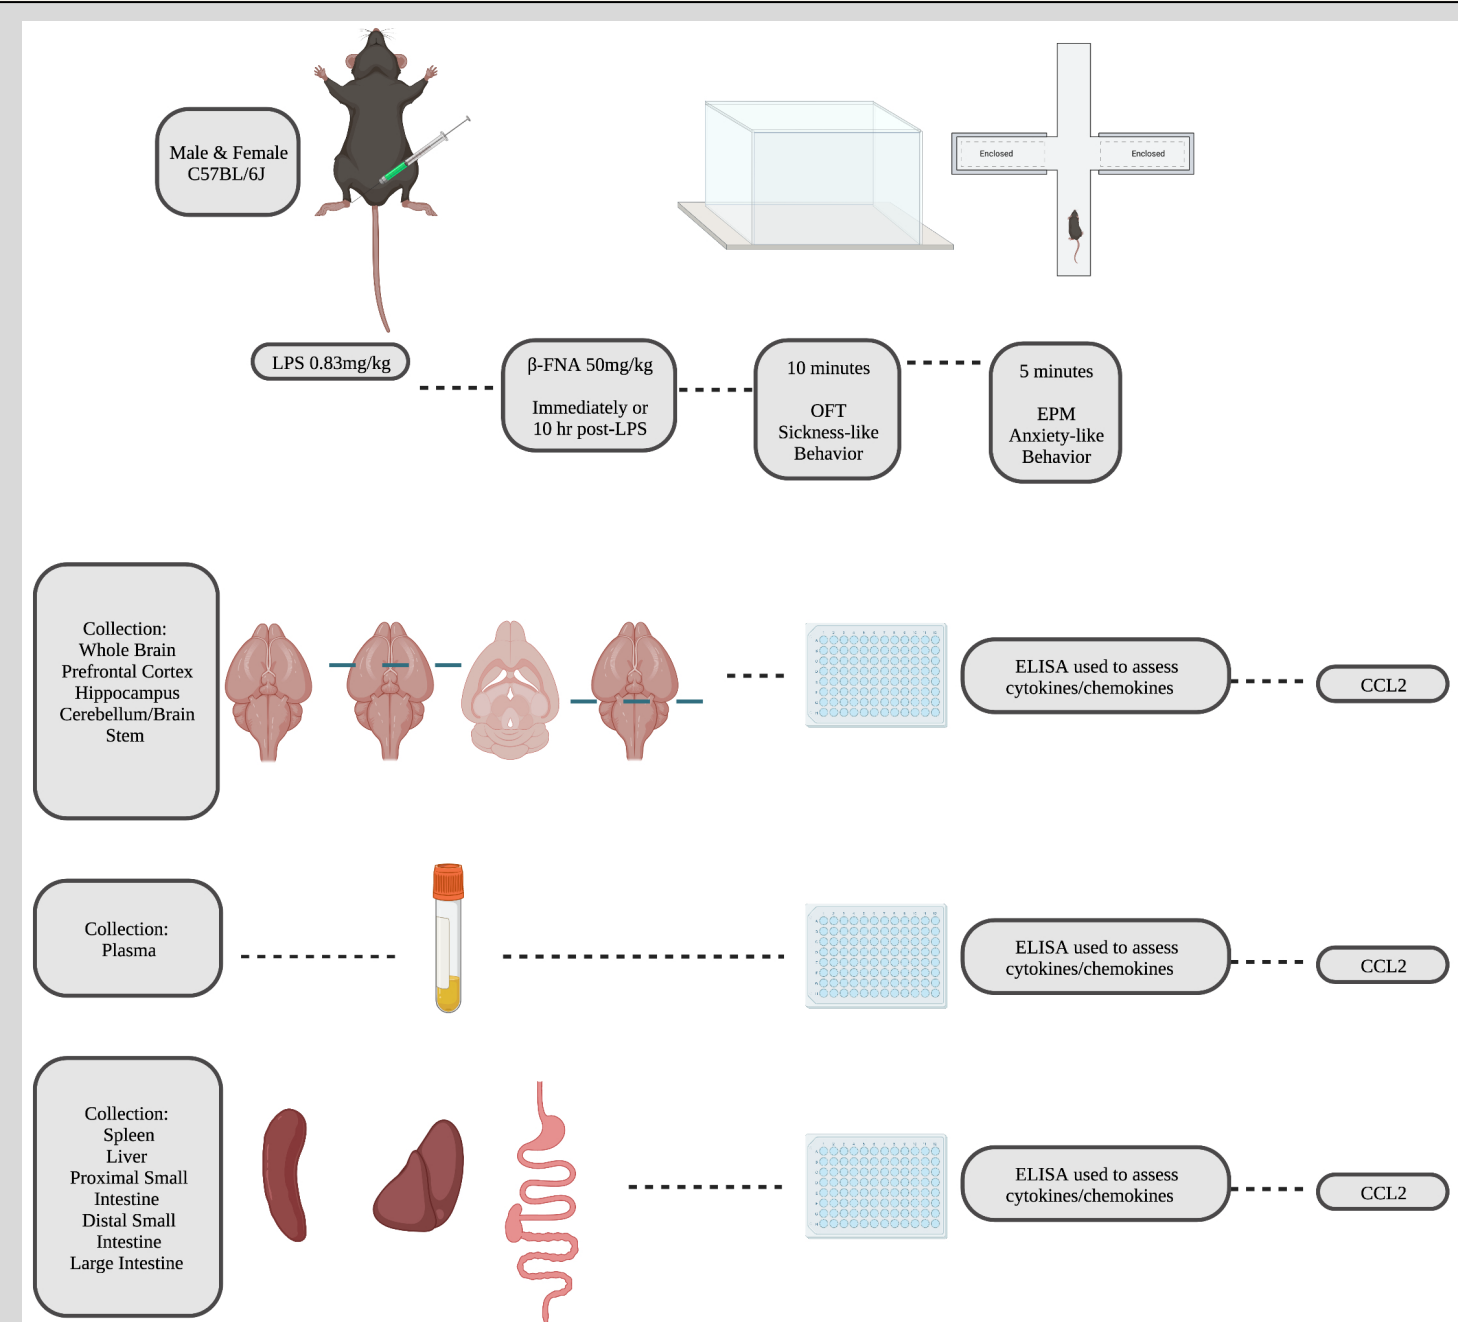 Male & Female
C57BL/6J
Enclosed
Enclosed
LPS 0.83mg/kg
β-FNA 50mg/kg
Immediately or
10 hr post-LPS
10 minutes
OFT
Sickness-like
Behavior
5 minutes
EPM
Anxiety-like
Behavior
Collection:
Whole Brain
Prefrontal Cortex
Hippocampus
Cerebellum/Brain
Stem
ELISA used to assess
cytokines/chemokines
CCL2
Collection:
Plasma
ELISA used to assess
cytokines/chemokines
CCL2
Collection:
Spleen
Liver
Proximal Small
Intestine
Distal Small
Intestine
Large Intestine
ELISA used to assess
cytokines/chemokines
CCL2